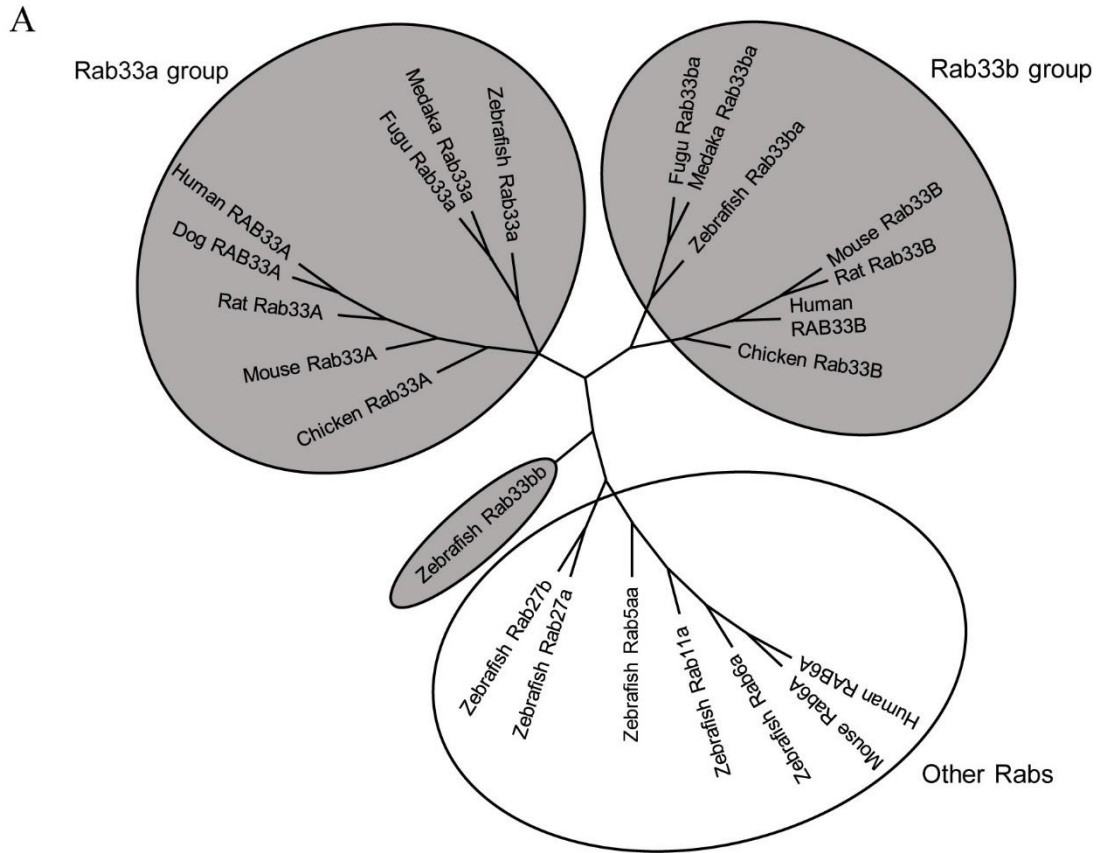 A
Rab33a group
Rab33b group
Human RAB33A
Dog RAB33A
Rat Rab33A
Mouse Rab33A
Chicken Rab33A
Fugu Rab33a
Medaka Rab33a
Zebrafish Rab33a
Fugu Rab33ba
Medaka Rab33ba
Zebrafish Rab33ba
Mouse Rab33B
Rat Rab33B
Human
RAB33B
Chicken Rab33B
Zebrafish Rab33bb
Zebrafish Rab27b
Zebrafish Rab27a
Zebrafish Rab5aa
Zebrafish Rab11a
Zebrafish Rab6a
Mouse Rab6A
Human RAB6A
Other Rabs